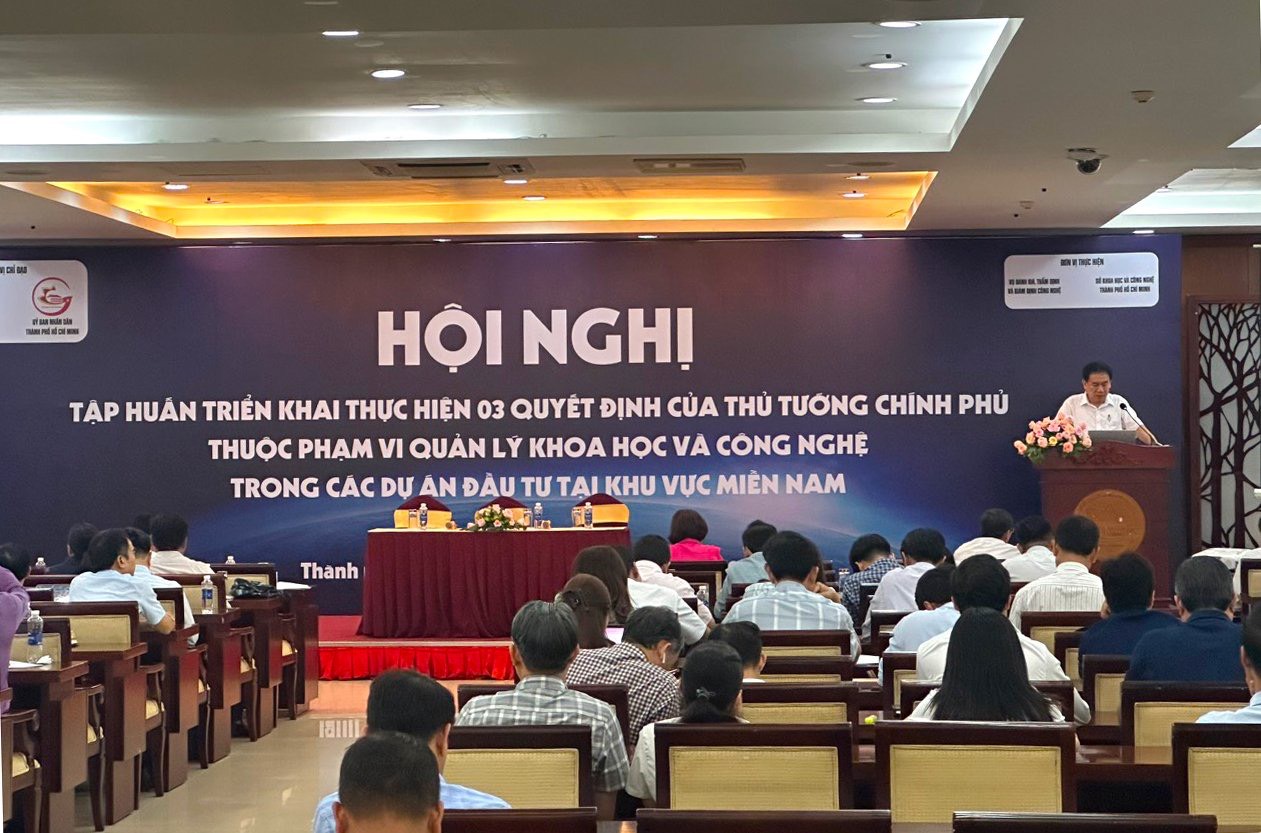 VỊ CHỈ ĐẠO
ỦY BAN NHÂN DÂN
THÀNH PHỐ HỒ CHÍ MINH
ĐƠN VỊ THỰC HIỆN
VỤ ĐÁNH GIÁ, THẨM ĐỊNH
VÀ GIÁM ĐỊNH CÔNG NGHỆ
SỞ KHOA HỌC VÀ CÔNG NGHỆ
THÀNH PHỐ HỒ CHÍ MINH
HỘI NGHỊ
TẬP HUẤN TRIỂN KHAI THỰC HIỆN 03 QUYẾT ĐỊNH CỦA THỦ TƯỚNG CHÍNH PHỦ
THUỘC PHẠM VI QUẢN LÝ KHOA HỌC VÀ CÔNG NGHỆ
TRONG CÁC DỰ ÁN ĐẦU TƯ TẠI KHU VỰC MIỀN NAM
Thành